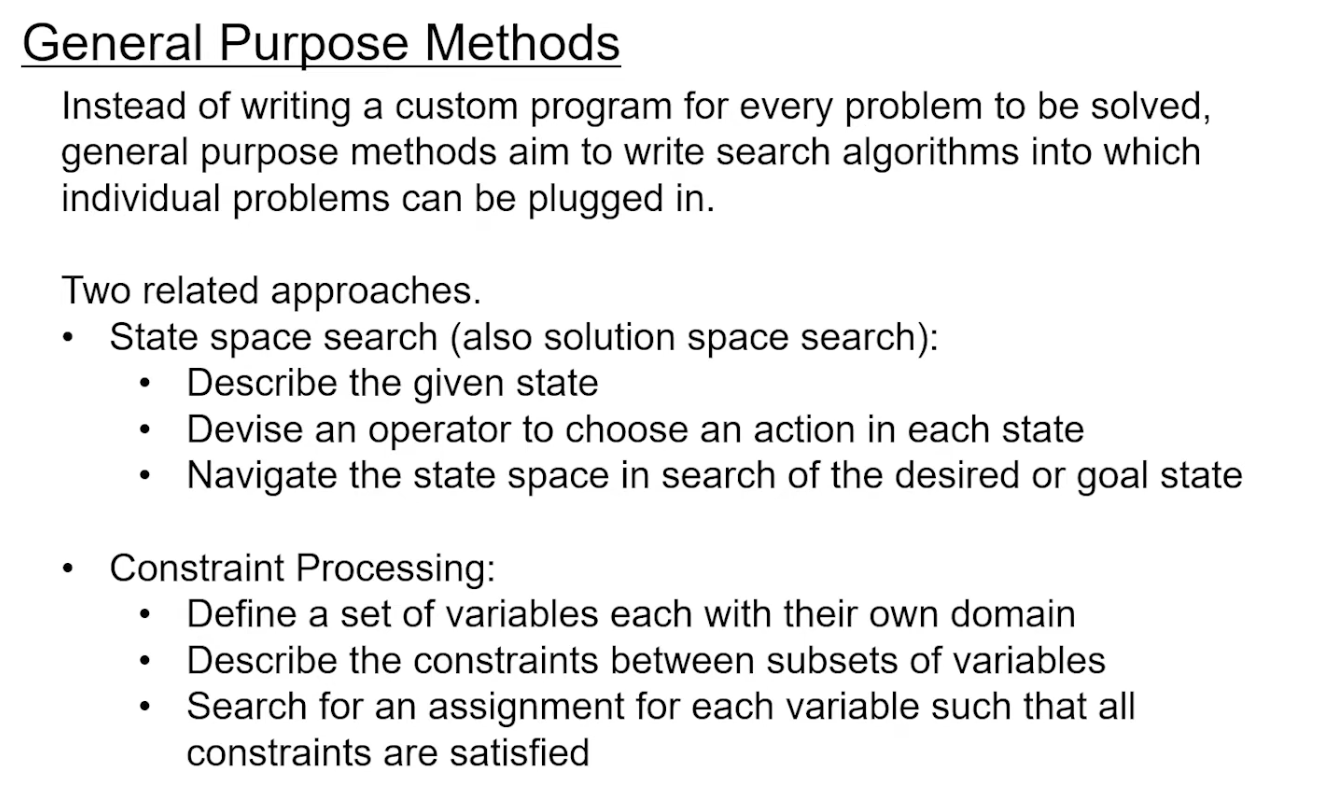 General Purpose Methods
Instead of writing a custom program for every problem to be solved,
general purpose methods aim to write search algorithms into which
individual problems can be plugged in.
Two related approaches.
• State space search (also solution space search):
• Describe the given state
• Devise an operator to choose an action in each state
• Navigate the state space in search of the desired or goal state
• Constraint Processing:
• Define a set of variables each with their own domain
• Describe the constraints between subsets of variables
• Search for an assignment for each variable such that all
constraints are satisfied